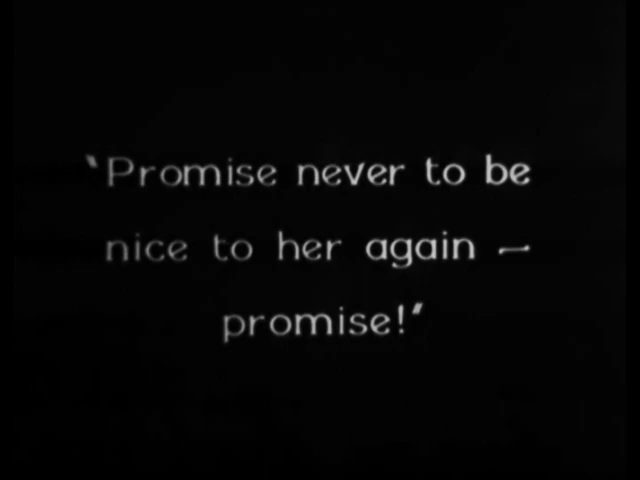 ‵Promise never to be
nice to her again —
promise!″